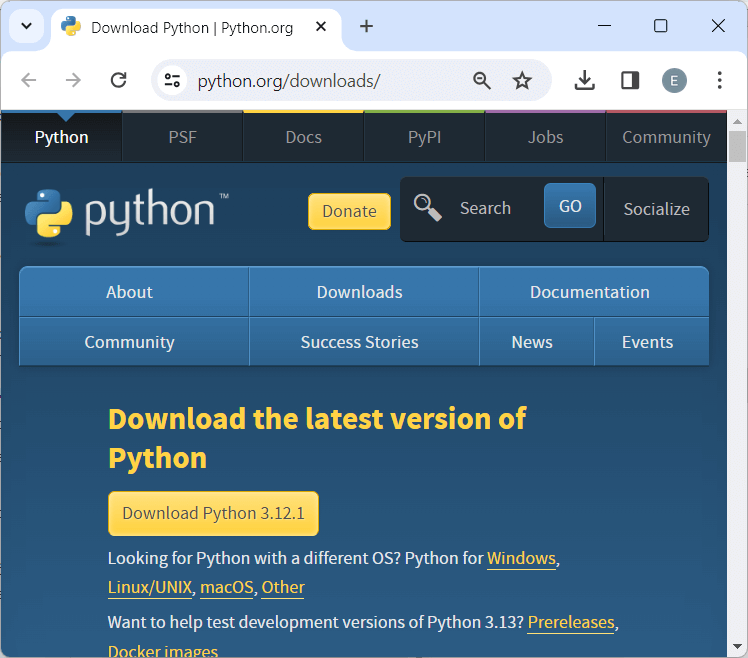 Download Python | Python.org
python.org/downloads/
E
Python PSF Docs PyPI Jobs Community
python™ Donate Search GO Socialize
About Downloads Documentation
Community Success Stories News Events
Download the latest version of
Python
Download Python 3.12.1
Looking for Python with a different OS? Python for Windows,
Linux/UNIX, macOS, Other
Want to help test development versions of Python 3.13? Prereleases,
Docker images